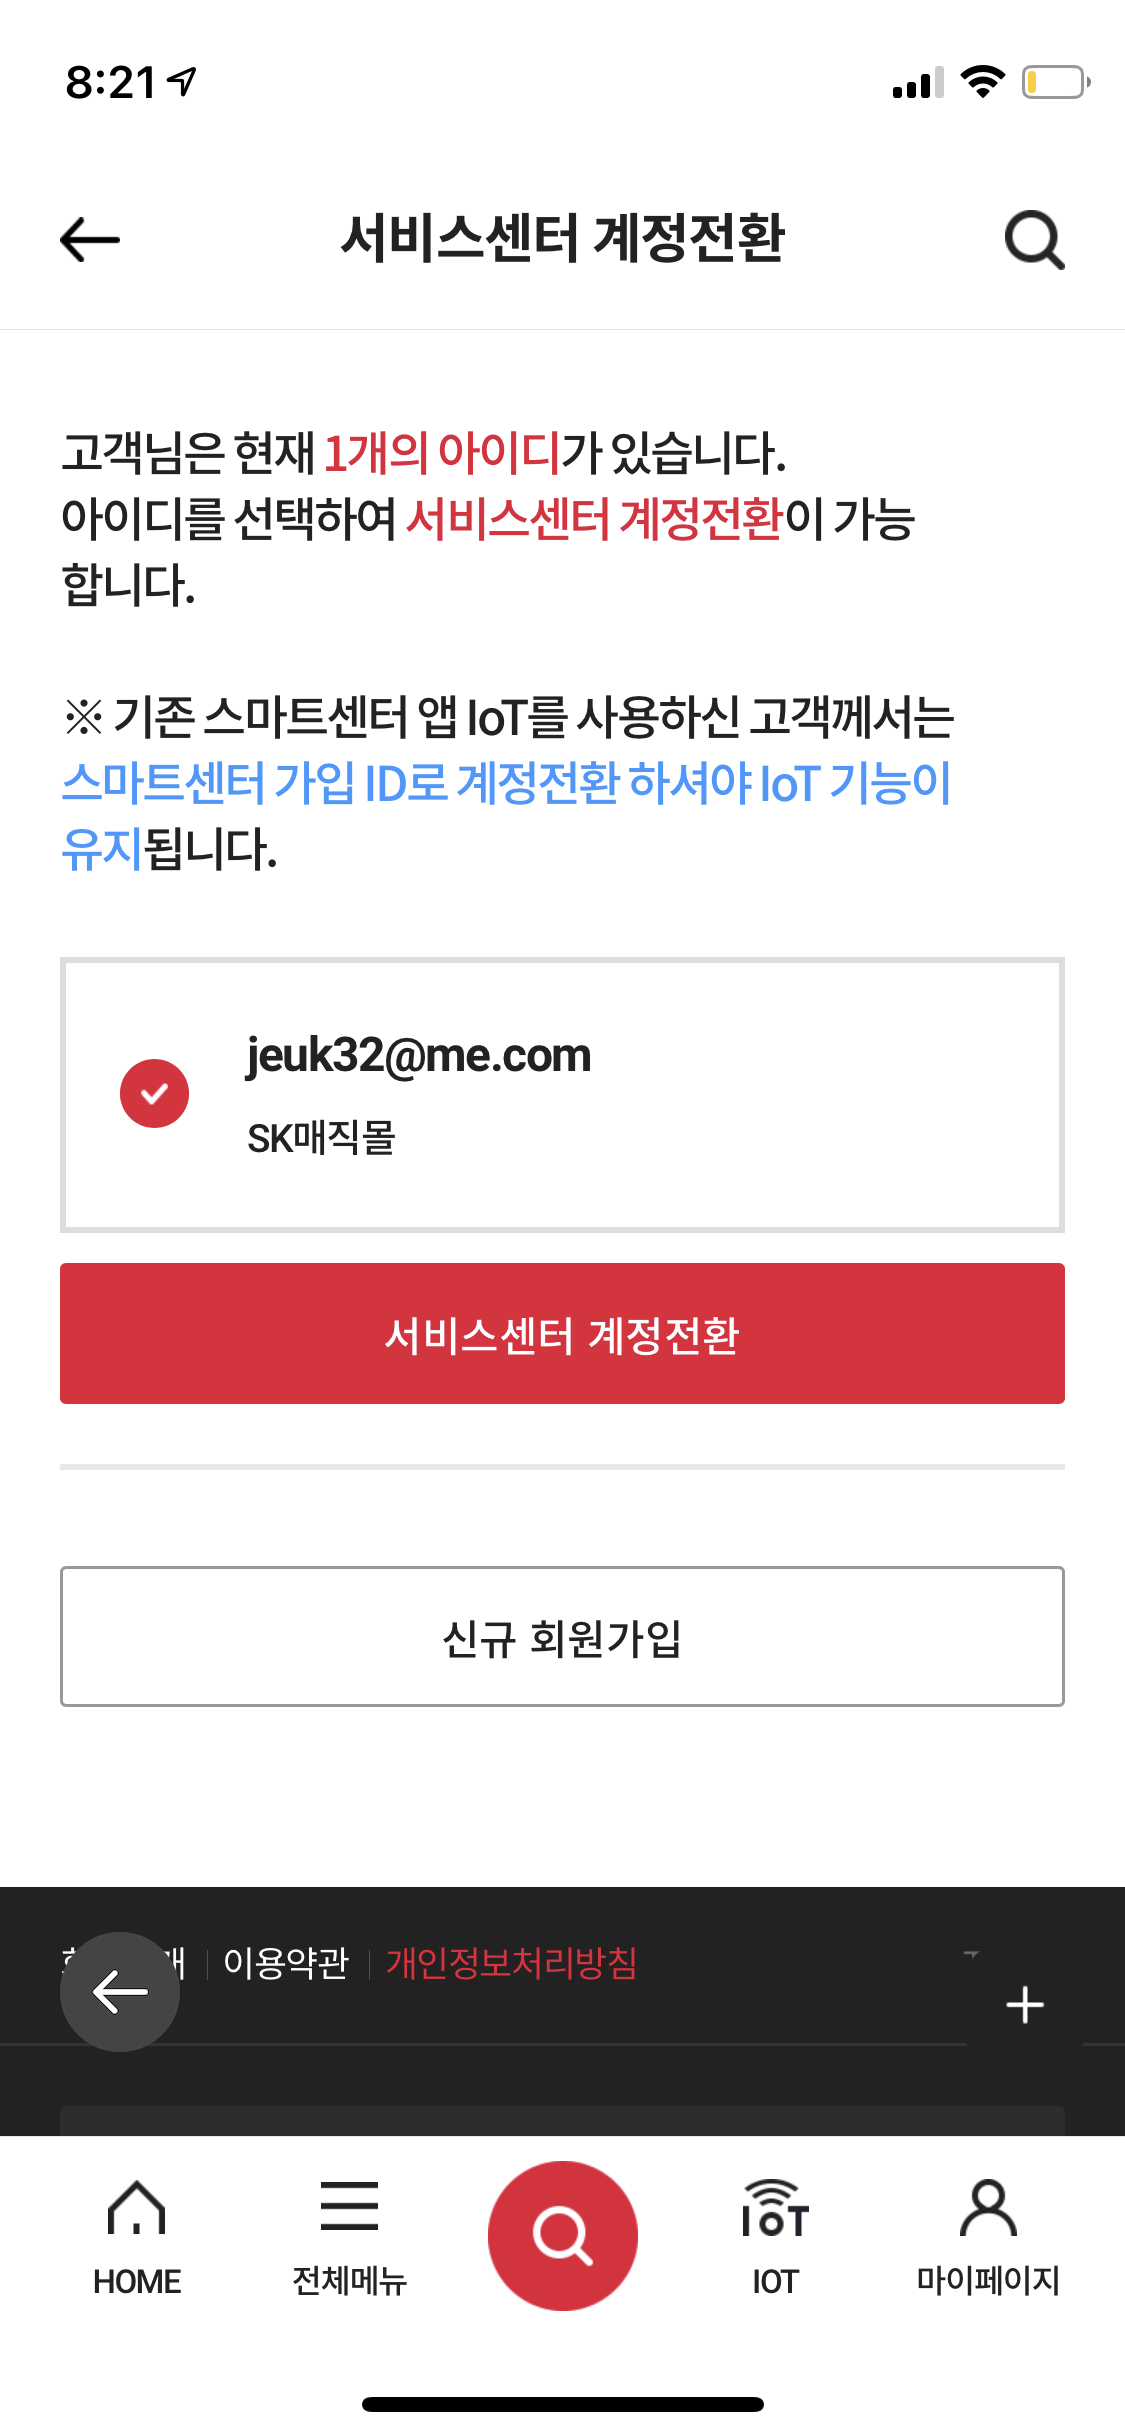 8:21
서비스센터 계정전환
고객님은 현재 1개의 아이디가 있습니다.
아이디를 선택하여 서비스센터 계정전환이 가능
합니다.
※ 기존 스마트센터 앱 IoT를 사용하신 고객께서는
스마트센터 가입 ID로 계정전환 하셔야 IoT 기능이
유지됩니다.
jeuk32@me.com
SK매직몰
서비스센터 계정전환
신규 회원가입
이용약관 개인정보처리방침
IoT
HOME 전체메뉴 IOT 마이페이지